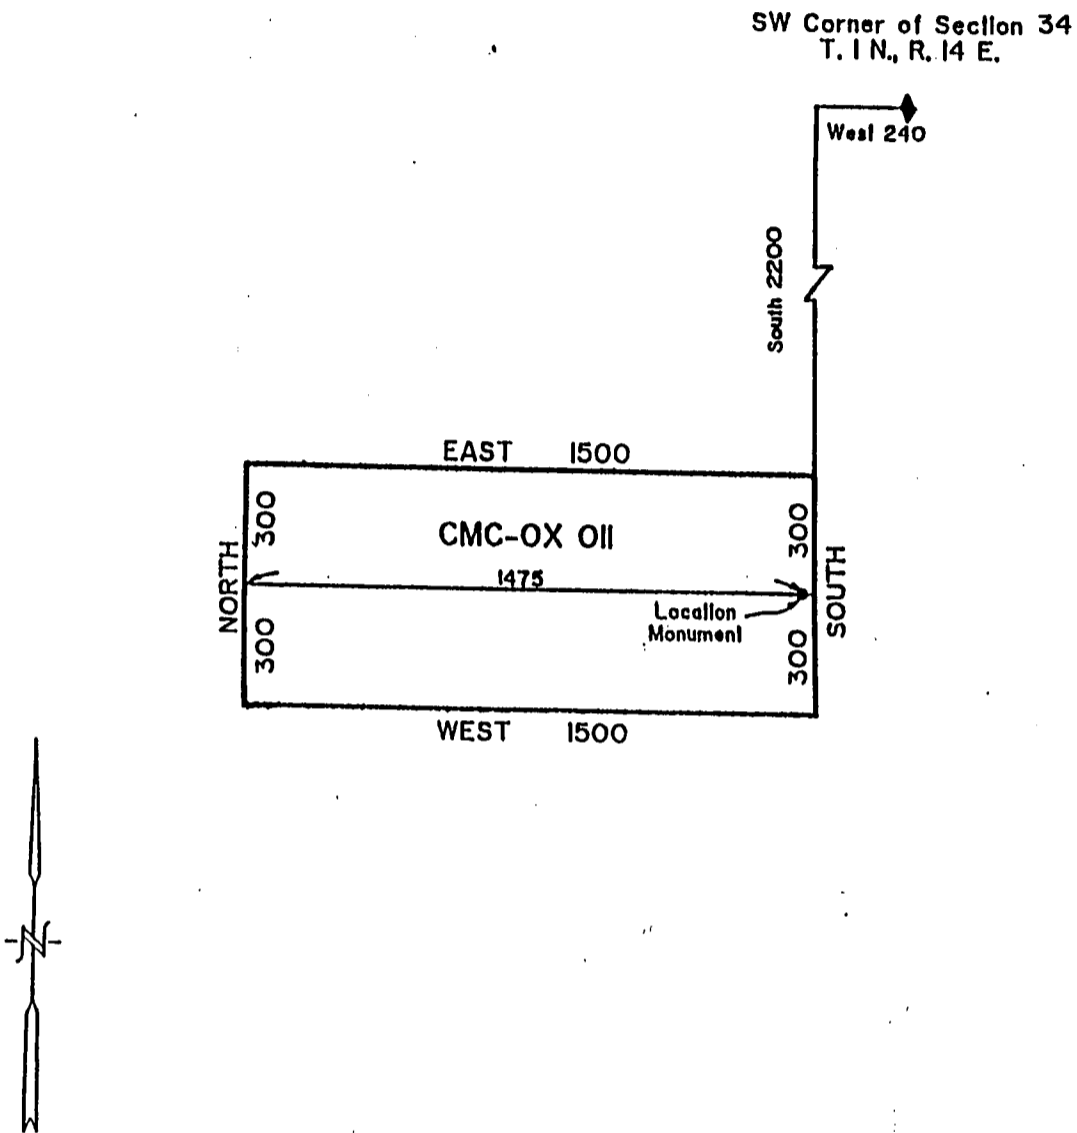 SW Corner of Section 34
T. 1 N., R. 14 E.
West 240
South 2200
EAST 1500
300
300
CMC-OX 011
1475
NORTH
SOUTH
Location
Monument
300
300
WEST 1500
N